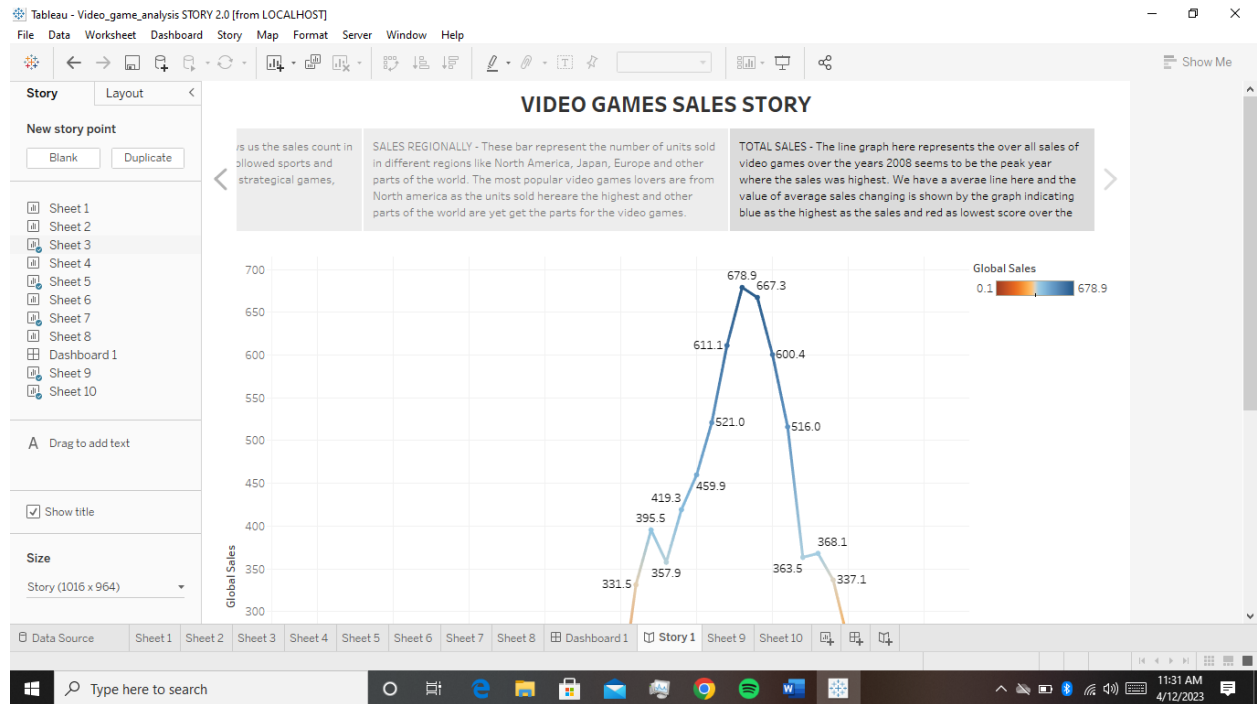 Tableau - Video_game_analysis STORY 2.0 [from LOCALHOST]
File Data Worksheet Dashboard Story Map Format Server Window Help
Show Me
Story Layout
New story point
Blank Duplicate
Sheet 1
Sheet 2
Sheet 3
Sheet 4
Sheet 5
Sheet 6
Sheet 7
Sheet 8
Dashboard 1
Sheet 9
Sheet 10
A Drag to add text
Show title
Size
Story (1016 x 964)
VIDEO GAMES SALES STORY
s us the sales count in
ollowed sports and
strategical games,
SALES REGIONALLY - These bar represent the number of units sold
in different regions like North America, Japan, Europe and other
parts of the world. The most popular video games lovers are from
North america as the units sold hereare the highest and other
parts of the world are yet get the parts for the video games.
TOTAL SALES - The line graph here represents the over all sales of
video games over the years 2008 seems to be the peak year
where the sales was highest. We have a averae line here and the
value of average sales changing is shown by the graph indicating
blue as the highest as the sales and red as lowest score over the
Global Sales
0.1 678.9
Global Sales
700
650
600
550
500
450
400
350
300
331.5
395.5
357.9
419.3
459.9
521.0
611.1
678.9
667.3
600.4
516.0
363.5
368.1
337.1
Data Source Sheet 1 Sheet 2 Sheet 3 Sheet 4 Sheet 5 Sheet 6 Sheet 7 Sheet 8 Dashboard 1 Story 1 Sheet 9 Sheet 10
Type here to search
11:31 AM
4/12/2023